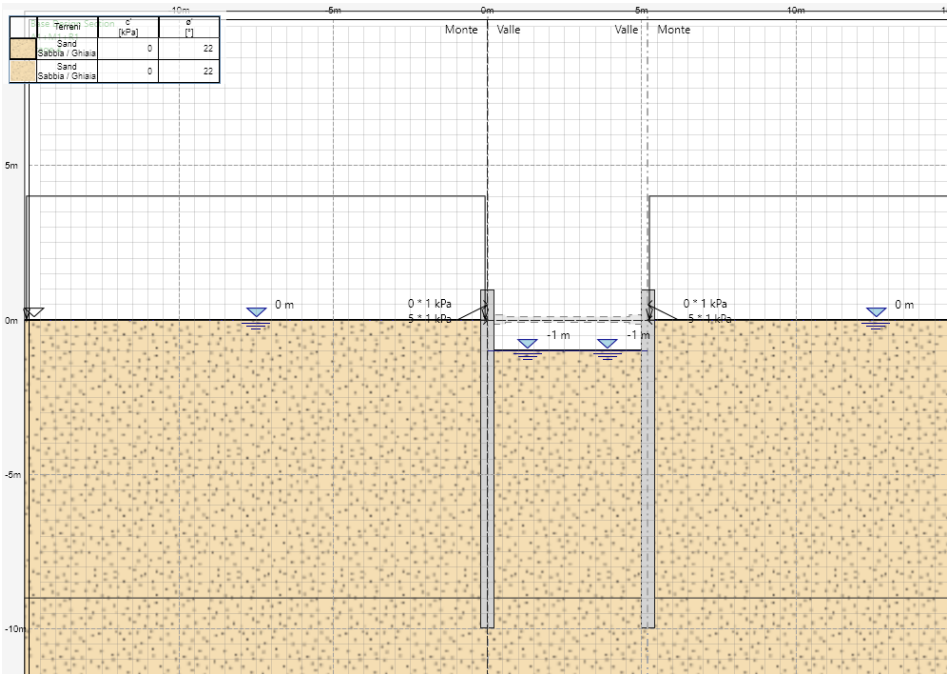 -10m -5m 0m 5m 10m
Terreni c' [kPa] ø' [°]
Sand
Sabbia / Ghiaia 0 22
Sand
Sabbia / Ghiaia 0 22
Monte Valle Valle Monte
5m
0 m 0 * 1 kPa 0 * 1 kPa 0 m
0m 5 * 1 kPa 5 * 1 kPa
-1 m -1 m
-5m
-10m